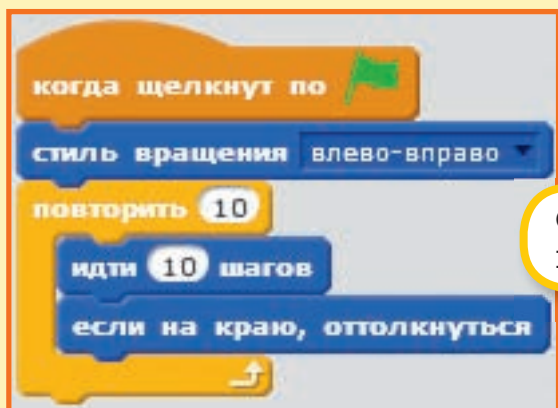 когда щелкнут по
стиль вращения влево-вправо
повторить 10
идти 10 шагов
если на краю, оттолкнуться